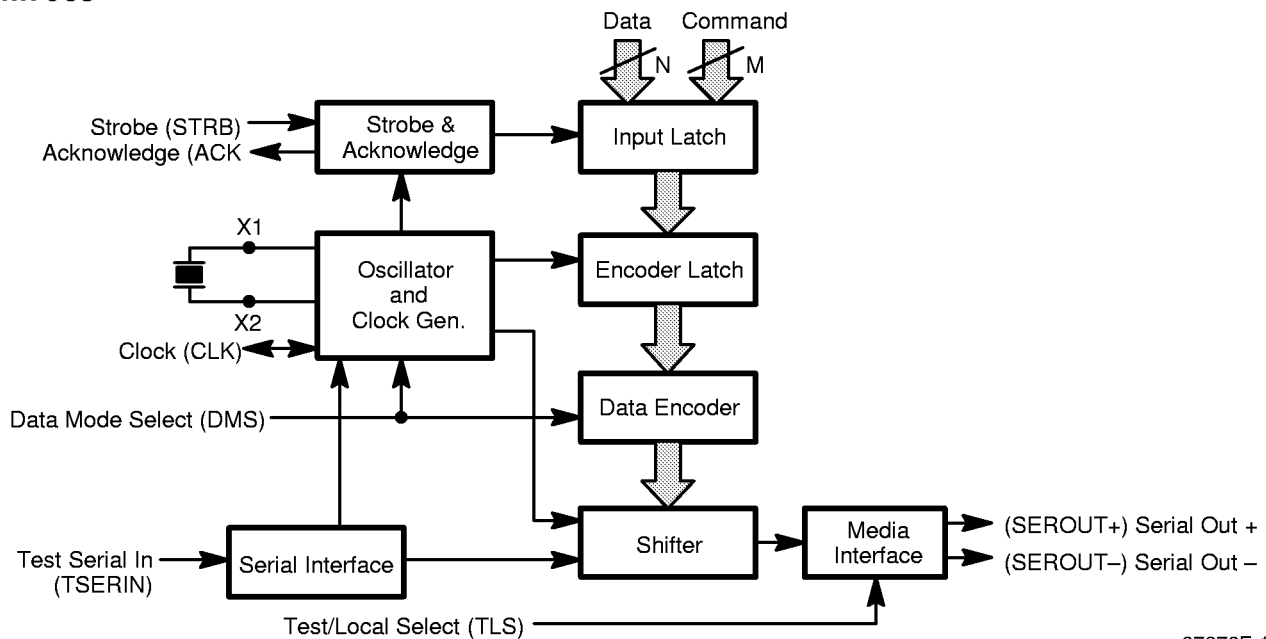 Data Command
N M
Strobe (STRB)
Acknowledge (ACK
Strobe &
Acknowledge
Input Latch
X1
X2
Oscillator
and
Clock Gen.
Encoder Latch
Clock (CLK)
Data Mode Select (DMS)
Data Encoder
Test Serial In
(TSERIN)
Serial Interface
Shifter
Media
Interface
(SEROUT+) Serial Out +
(SEROUT–) Serial Out –
Test/Local Select (TLS)